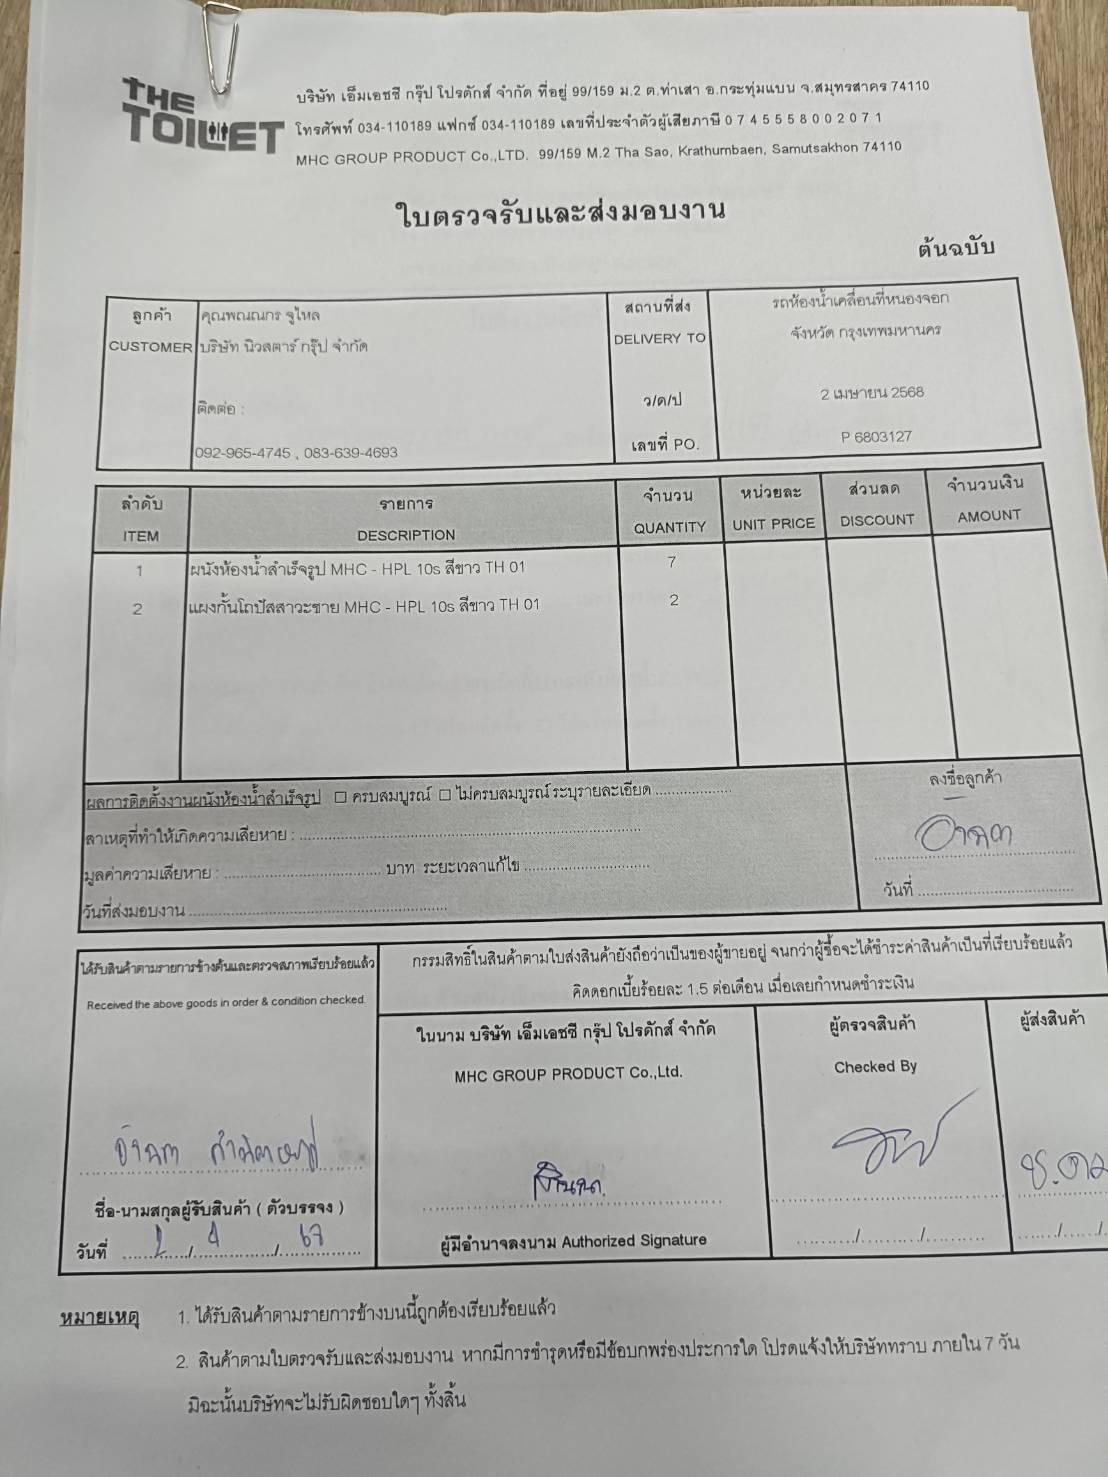 THE TOILET
บริษัท เอ็มเอชซี กรุ๊ป โปรดักส์ จำกัด ที่อยู่ 99/159 ม.2 ต.ท่าเสา อ.กระทุ่มแบน จ.สมุทรสาคร 74110
โทรศัพท์ 034-110189 แฟกซ์ 034-110189 เลขที่ประจำตัวผู้เสียภาษี 0 7 4 5 5 5 8 0 0 2 0 7 1
MHC GROUP PRODUCT Co.,LTD. 99/159 M.2 Tha Sao, Krathumbaen, Samutsakhon 74110
ใบตรวจรับและส่งมอบงาน
ต้นฉบับ
ลูกค้า คุณพณณกร จูไหล สถานที่ส่ง รถห้องน้ำเคลื่อนที่หนองจอก
CUSTOMER บริษัท นิวสตาร์ กรุ๊ป จำกัด DELIVERY TO จังหวัด กรุงเทพมหานคร
ติดต่อ : ว/ด/ป 2 เมษายน 2568
092-965-4745 , 083-639-4693 เลขที่ PO. P 6803127
ลำดับ รายการ จำนวน หน่วยละ ส่วนลด จำนวนเงิน
ITEM DESCRIPTION QUANTITY UNIT PRICE DISCOUNT AMOUNT
1 ผนังห้องน้ำสำเร็จรูป MHC - HPL 10s สีขาว TH 01 7
2 แผงกั้นโถปัสสาวะชาย MHC - HPL 10s สีขาว TH 01 2
ผลการติดตั้งงานผนังห้องน้ำสำเร็จรูป □ ครบสมบูรณ์ □ ไม่ครบสมบูรณ์ ระบุรายละเอียด .................... ลงชื่อลูกค้า
สาเหตุที่ทำให้เกิดความเสียหาย : ....................
มูลค่าความเสียหาย : .................... บาท ระยะเวลาแก้ไข ....................
วันที่ส่งมอบงาน .................... วันที่ ....................
ได้รับสินค้าตามรายการข้างต้นและตรวจสภาพเรียบร้อยแล้ว
Received the above goods in order & condition checked.
กรรมสิทธิ์ในสินค้าตามใบส่งสินค้ายังถือว่าเป็นของผู้ขายอยู่ จนกว่าผู้ซื้อจะได้ชำระค่าสินค้าเป็นที่เรียบร้อยแล้ว
คิดดอกเบี้ยร้อยละ 1.5 ต่อเดือน เมื่อเลยกำหนดชำระเงิน
ในนาม บริษัท เอ็มเอชซี กรุ๊ป โปรดักส์ จำกัด ผู้ตรวจสินค้า ผู้ส่งสินค้า
MHC GROUP PRODUCT Co.,Ltd. Checked By
ชื่อ-นามสกุลผู้รับสินค้า ( ตัวบรรจง )
วันที่ 2 / 4 / 67
ผู้มีอำนาจลงนาม Authorized Signature ........../........../.......... ......./......./
หมายเหตุ 1. ได้รับสินค้าตามรายการข้างบนนี้ถูกต้องเรียบร้อยแล้ว
2. สินค้าตามใบตรวจรับและส่งมอบงาน หากมีการชำรุดหรือมีข้อบกพร่องประการใด โปรดแจ้งให้บริษัททราบ ภายใน 7 วัน
มิฉะนั้นบริษัทจะไม่รับผิดชอบใดๆ ทั้งสิ้น